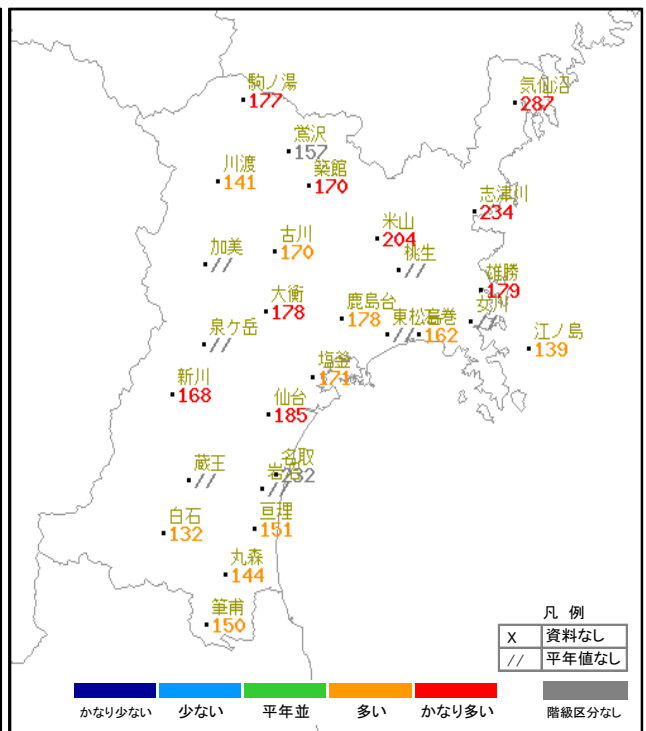 駒ノ湯
177
気仙沼
287
鴬沢
157
川渡
141
築館
170
志津川
234
米山
204
古川
170
加美
//
桃生
//
雄勝
179
大衡
178
鹿島台
178
東松島
//
石巻
162
女川
//
江ノ島
139
泉ケ岳
//
塩釜
171
新川
168
仙台
185
名取
232
岩沼
//
蔵王
//
白石
132
亘理
151
丸森
144
筆甫
150
凡 例
x 資料なし
// 平年値なし
かなり少ない 少ない 平年並 多い かなり多い 階級区分なし